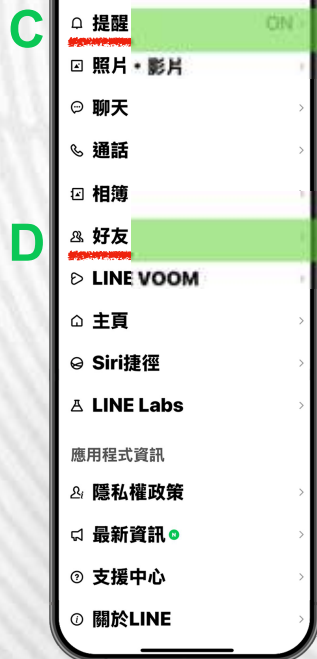 C
提醒 ON
照片・影片
聊天
通話
相簿
D
好友
LINE VOOM
主頁
Siri捷徑
LINE Labs
應用程式資訊
隱私權政策
最新資訊 N
支援中心
關於LINE